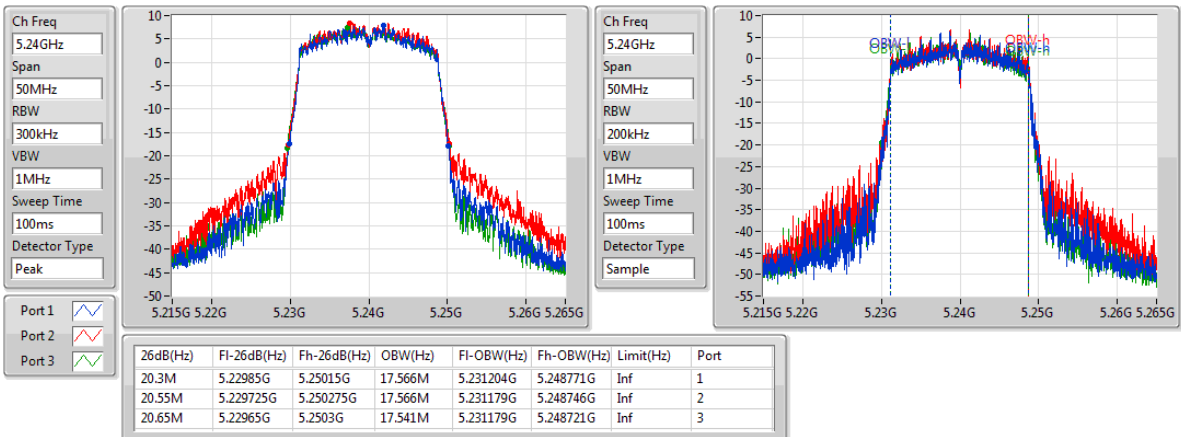 Ch Freq
5.24GHz
Span
50MHz
RBW
300kHz
VBW
1MHz
Sweep Time
100ms
Detector Type
Peak
10
5
0
-5
-10
-15
-20
-25
-30
-35
-40
-45
-50
5.215G 5.22G 5.23G 5.24G 5.25G 5.26G 5.265G
Ch Freq
5.24GHz
Span
50MHz
RBW
200kHz
VBW
1MHz
Sweep Time
100ms
Detector Type
Sample
10
5
0
-5
-10
-15
-20
-25
-30
-35
-40
-45
-50
-55
OBW-h
5.215G 5.22G 5.23G 5.24G 5.25G 5.26G 5.265G
Port 1
Port 2
Port 3
26dB(Hz) Fl-26dB(Hz) Fh-26dB(Hz) OBW(Hz) Fl-OBW(Hz) Fh-OBW(Hz) Limit(Hz) Port
20.3M 5.22985G 5.25015G 17.566M 5.231204G 5.248771G Inf 1
20.55M 5.229725G 5.250275G 17.566M 5.231179G 5.248746G Inf 2
20.65M 5.22965G 5.2503G 17.541M 5.231179G 5.248721G Inf 3